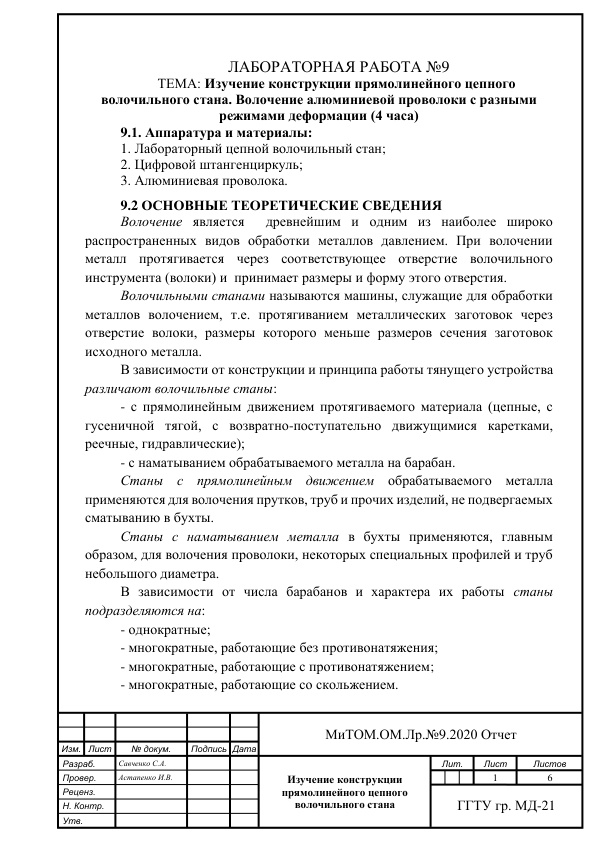 ЛАБОРАТОРНАЯ РАБОТА №9
ТЕМА: Изучение конструкции прямолинейного цепного
волочильного стана. Волочение алюминиевой проволоки с разными
режимами деформации (4 часа)
9.1. Аппаратура и материалы:
1. Лабораторный цепной волочильный стан;
2. Цифровой штангенциркуль;
3. Алюминиевая проволока.
9.2 ОСНОВНЫЕ ТЕОРЕТИЧЕСКИЕ СВЕДЕНИЯ
Волочение является древнейшим и одним из наиболее широко
распространенных видов обработки металлов давлением. При волочении
металл протягивается через соответствующее отверстие волочильного
инструмента (волоки) и принимает размеры и форму этого отверстия.
Волочильными станами называются машины, служащие для обработки
металлов волочением, т.е. протягиванием металлических заготовок через
отверстие волоки, размеры которого меньше размеров сечения заготовок
исходного металла.
В зависимости от конструкции и принципа работы тянущего устройства
различают волочильные станы:
- с прямолинейным движением протягиваемого материала (цепные, с
гусеничной тягой, с возвратно-поступательно движущимися каретками,
реечные, гидравлические);
- с наматыванием обрабатываемого металла на барабан.
Станы с прямолинейным движением обрабатываемого металла
применяются для волочения прутков, труб и прочих изделий, не подвергаемых
сматыванию в бухты.
Станы с наматыванием металла в бухты применяются, главным
образом, для волочения проволоки, некоторых специальных профилей и труб
небольшого диаметра.
В зависимости от числа барабанов и характера их работы станы
подразделяются на:
- однократные;
- многократные, работающие без противонатяжения;
- многократные, работающие с противонатяжением;
- многократные, работающие со скольжением.
МиТОМ.ОМ.Лр.№9.2020 Отчет
Изм. Лист № докум. Подпись Дата
Разраб. Савченко С.А.
Провер. Астапенко И.В.
Реценз.
Н. Контр.
Утв.
Изучение конструкции
прямолинейного цепного
волочильного стана
Лит. Лист Листов
1 6
ГГТУ гр. МД-21